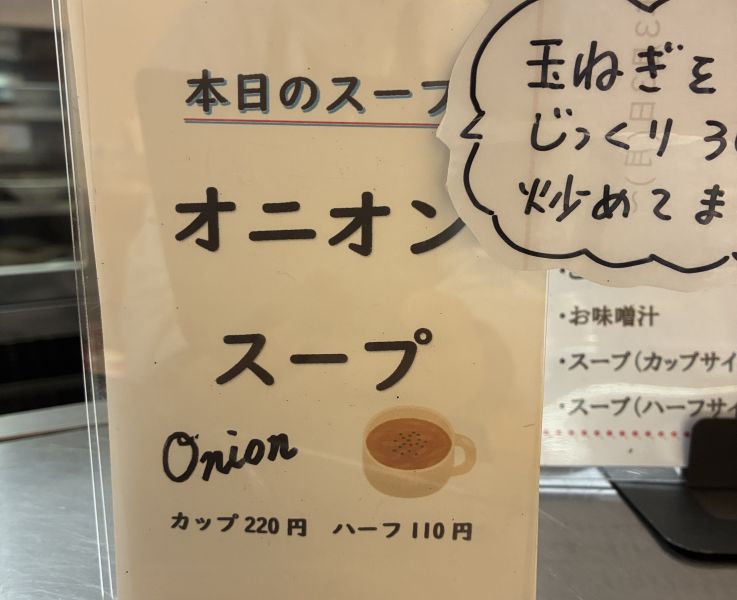 本日のスープ
オニオン
スープ
Onion
カップ 220 円　ハーフ 110 円
玉ねぎを
じっくり 30
炒めてま
・お味噌汁
・スープ(カップサイ
・スープ(ハーフサイ